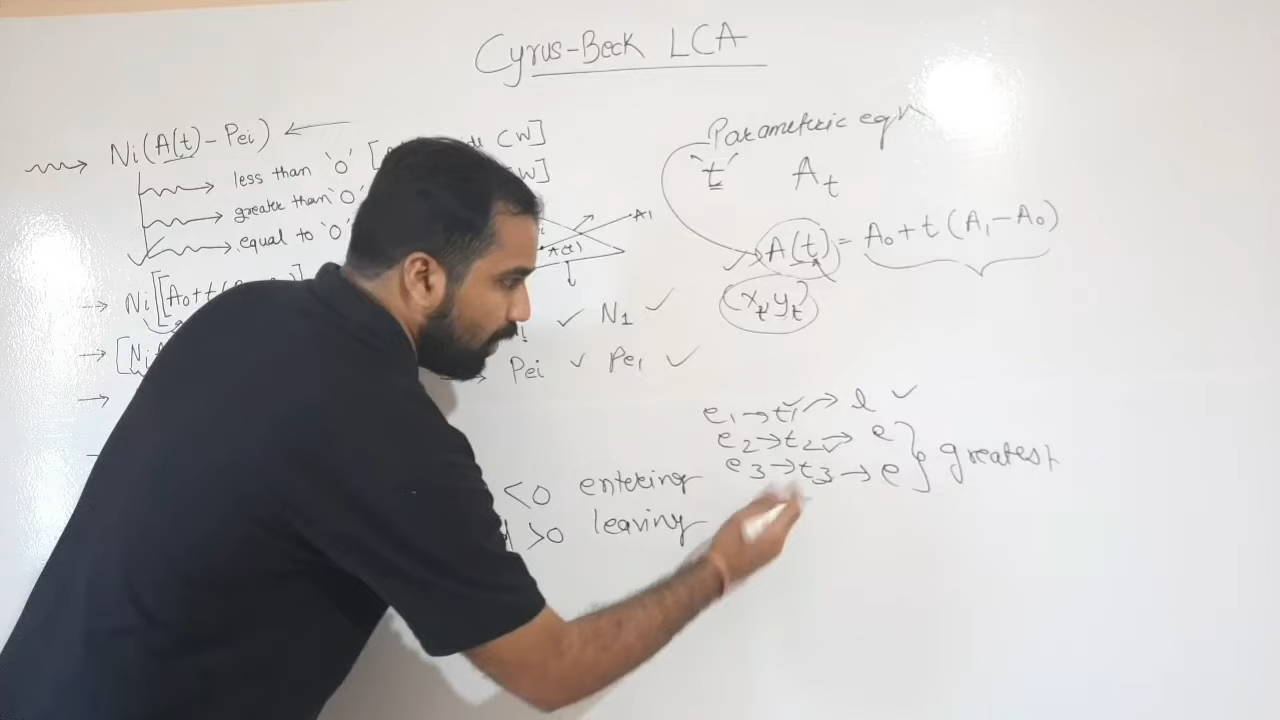 Cyrus-Beck LCA
Ni(A(t) - Pei)
less than '0' [ CW]
greater than '0'
equal to '0'
A1
A(t)
→ Ni[[A0+t(
→ [Ni
→
✓ N1 ✓
Pei ✓ Pe1 ✓
<0 entering
>0 leaving
Parametric eqn
't' At
A(t) = A0 + t (A1 - A0)
(xt, yt)
e1 → t1 → l ✓
e2 → t2 → e
e3 → t3 → e } greatest